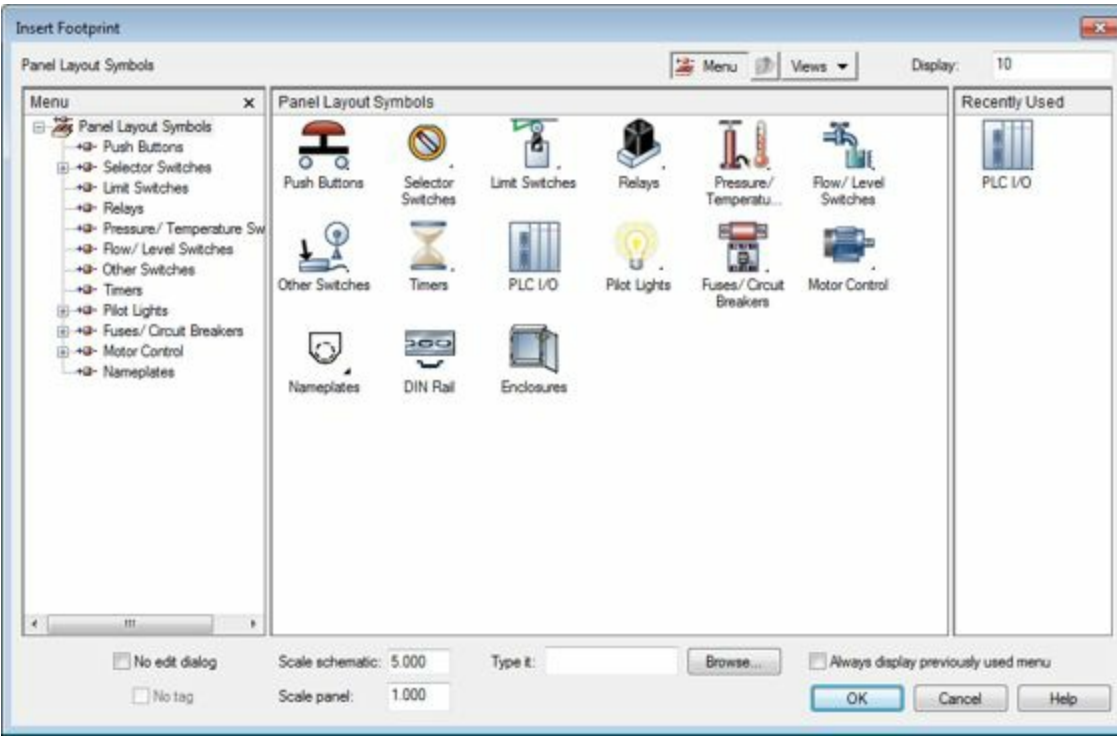 Insert Footprint
Panel Layout Symbols
Menu
Views
Display:
10
Menu
Panel Layout Symbols
Push Buttons
Selector Switches
Limit Switches
Relays
Pressure/ Temperature Sw
Flow/ Level Switches
Other Switches
Timers
Pilot Lights
Fuses/ Circuit Breakers
Motor Control
Nameplates
Panel Layout Symbols
Push Buttons
Selector
Switches
Limit Switches
Relays
Pressure/
Temperatu...
Flow/ Level
Switches
Other Switches
Timers
PLC I/O
Pilot Lights
Fuses/ Circuit
Breakers
Motor Control
Nameplates
DIN Rail
Enclosures
Recently Used
PLC I/O
No edit dialog
Scale schematic:
5.000
Type it:
Browse...
Always display previously used menu
No tag
Scale panel:
1.000
OK
Cancel
Help